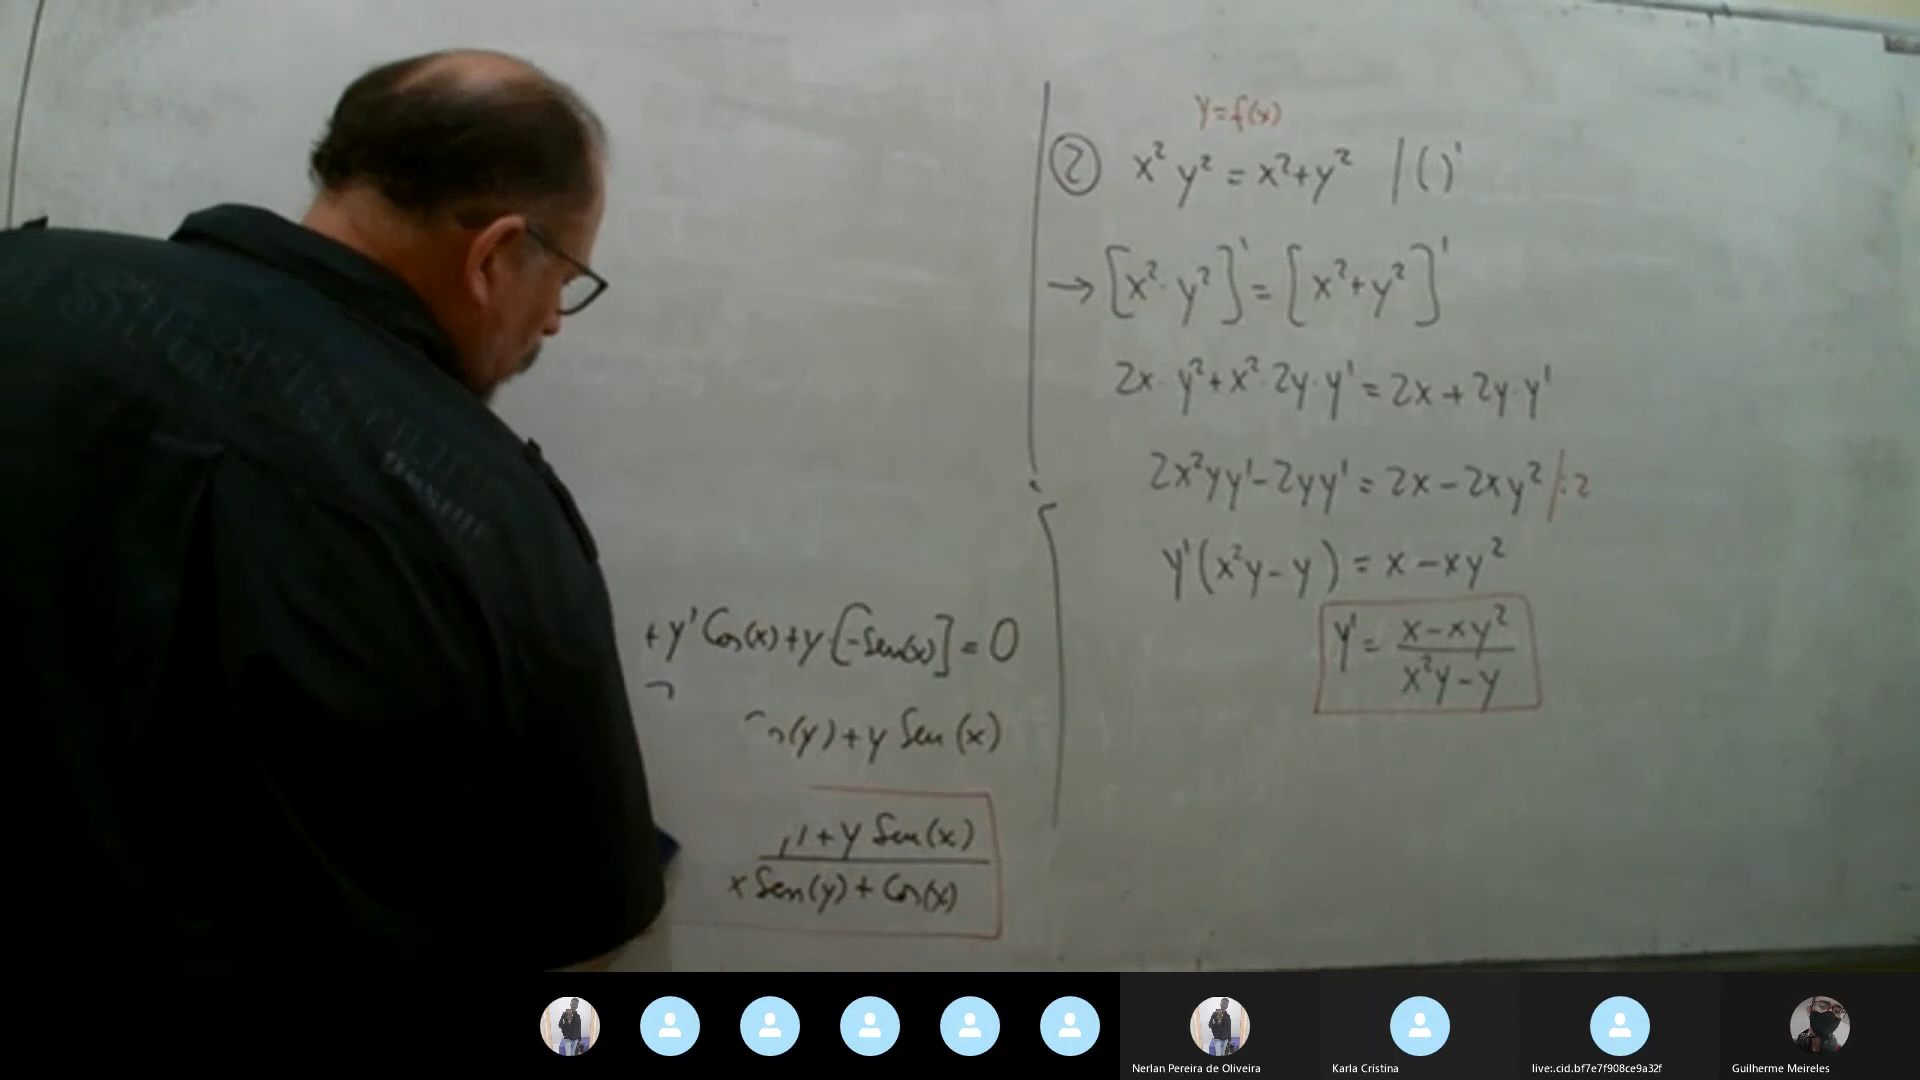 + y' Cos(x) + y·[-Sen(x)] = 0
(y) + y Sen(x)
+ y Sen(x)
x Sen(y) + Cos(x)
y = f(x)
② x² y² = x² + y² | ( )'
→ [x²· y²]' = [x² + y²]'
2x· y² + x²· 2y· y' = 2x + 2y· y'
2x²yy' - 2yy' = 2x - 2xy² |:2
y'(x²y - y) = x - xy²
y' = x - xy²
x²y - y
Nerlan Pereira de Oliveira
Karla Cristina
live:.cid.bf7e7f908ce9a32f
Guilherme Meireles